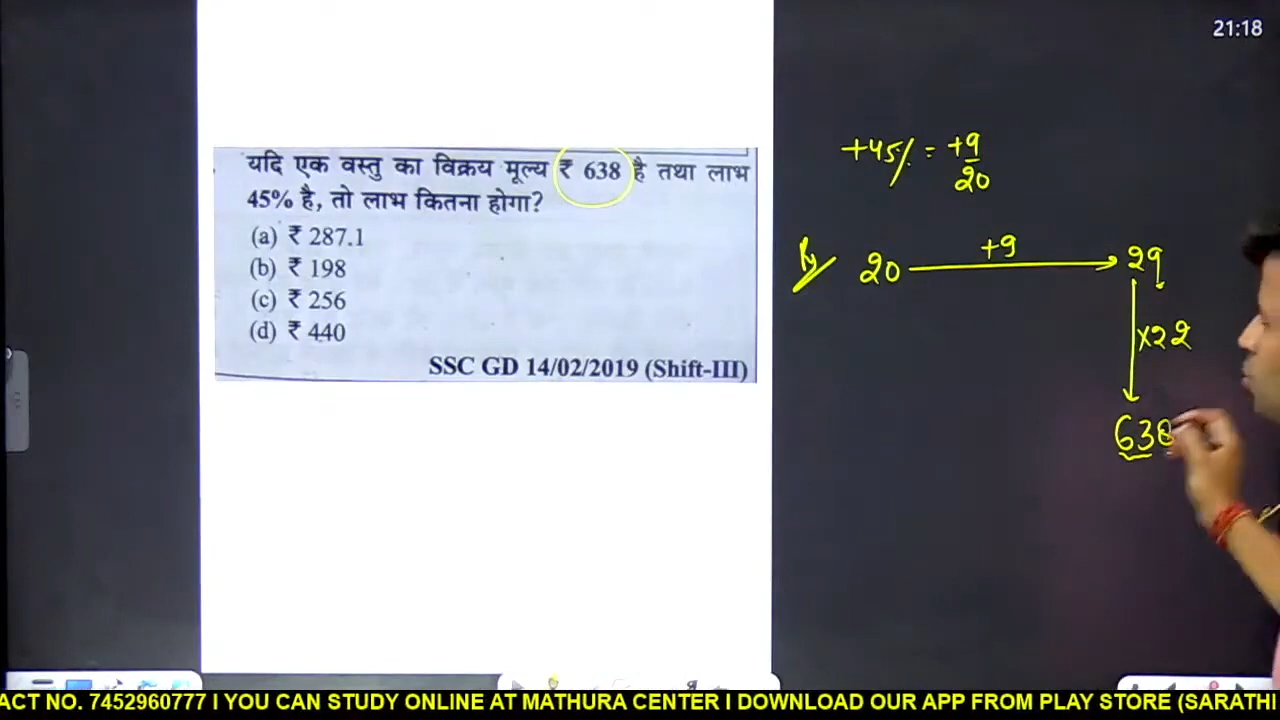 21:18
यदि एक वस्तु का विक्रय मूल्य ₹ 638 है तथा लाभ
45% है, तो लाभ कितना होगा?
(a) ₹ 287.1
(b) ₹ 198
(c) ₹ 256
(d) ₹ 440
SSC GD 14/02/2019 (Shift-III)
+45% = +9/20
20 +9 29
×22
638
ACT NO. 7452960777 I YOU CAN STUDY ONLINE AT MATHURA CENTER I DOWNLOAD OUR APP FROM PLAY STORE (SARATHI